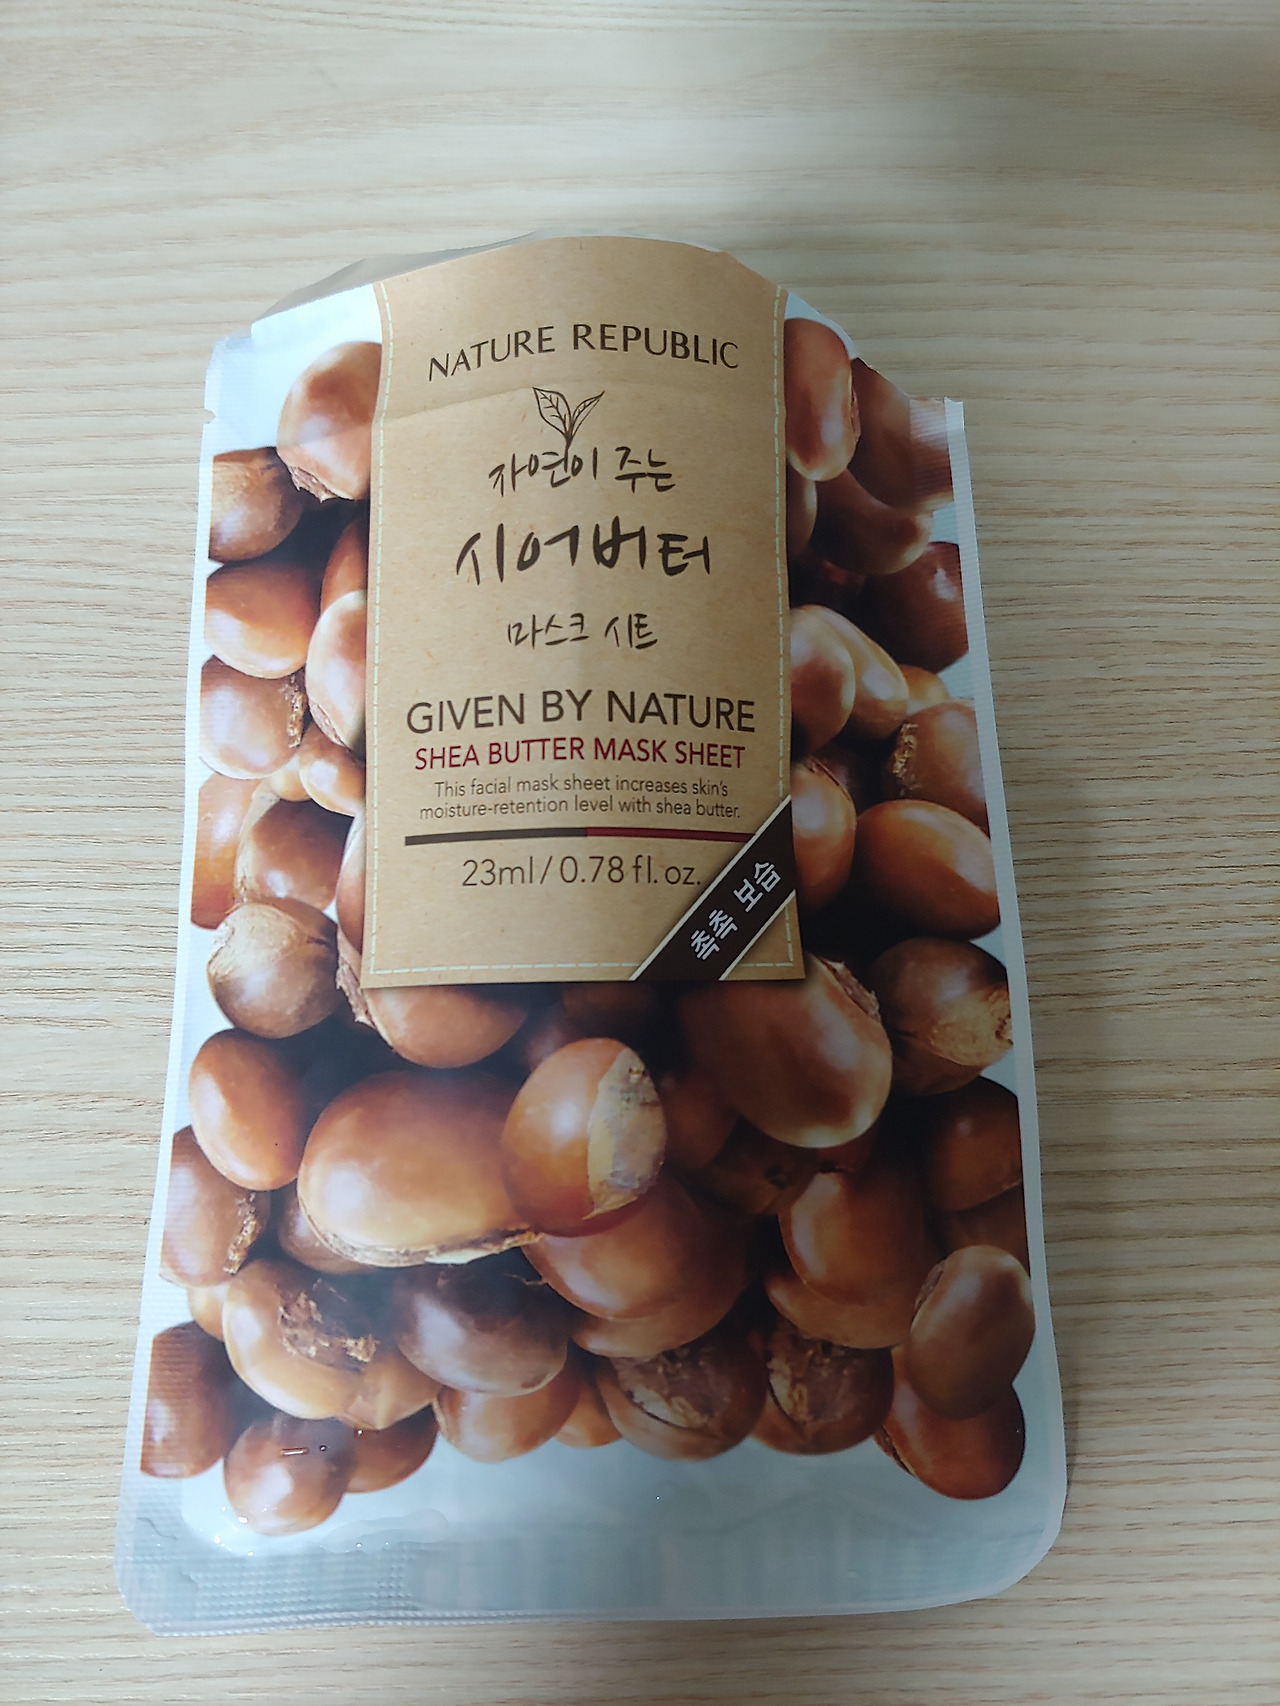 NATURE REPUBLIC
자연이 주는
시어버터
마스크 시트
GIVEN BY NATURE
SHEA BUTTER MASK SHEET
This facial mask sheet increases skin's
moisture-retention level with shea butter.
23ml / 0.78 fl. oz.
촉촉 보습